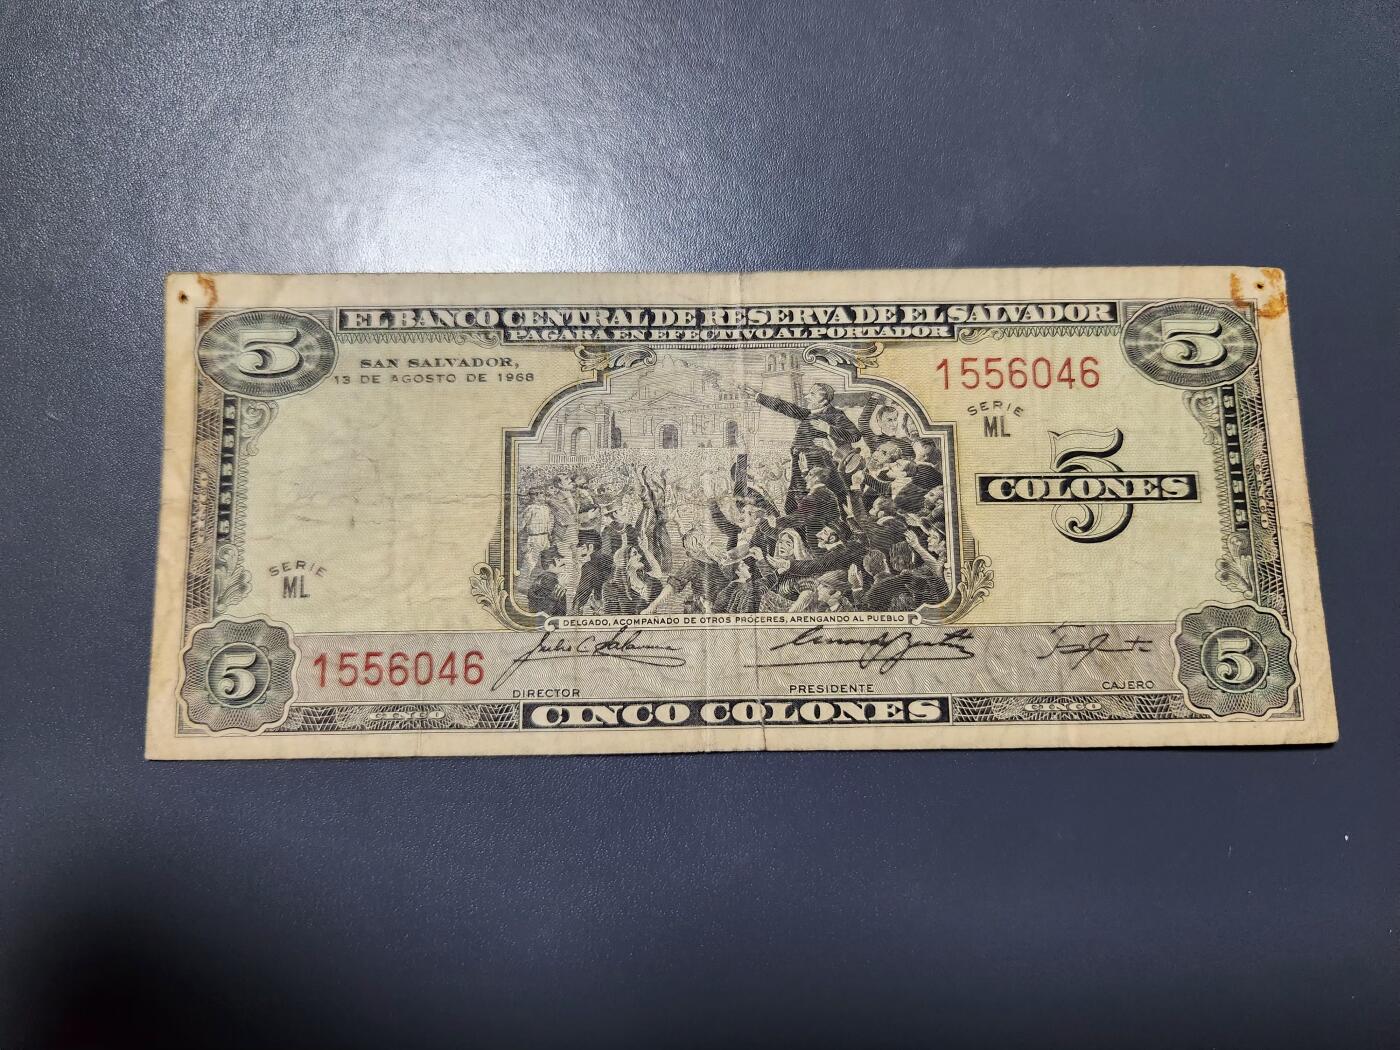 5 EL BANCO CENTRAL DE RESERVA DE EL SALVADOR 5
PAGARA EN EFECTIVO AL PORTADOR
SAN SALVADOR,
13 DE AGOSTO DE 1968
1556046
SERIE
ML
5
COLONES
SERIE
ML
DELGADO, ACOMPAÑADO DE OTROS PROCERES, ARENGANDO AL PUEBLO
5 1556046 5
DIRECTOR PRESIDENTE CAJERO
CINCO CINCO COLONES CINCO